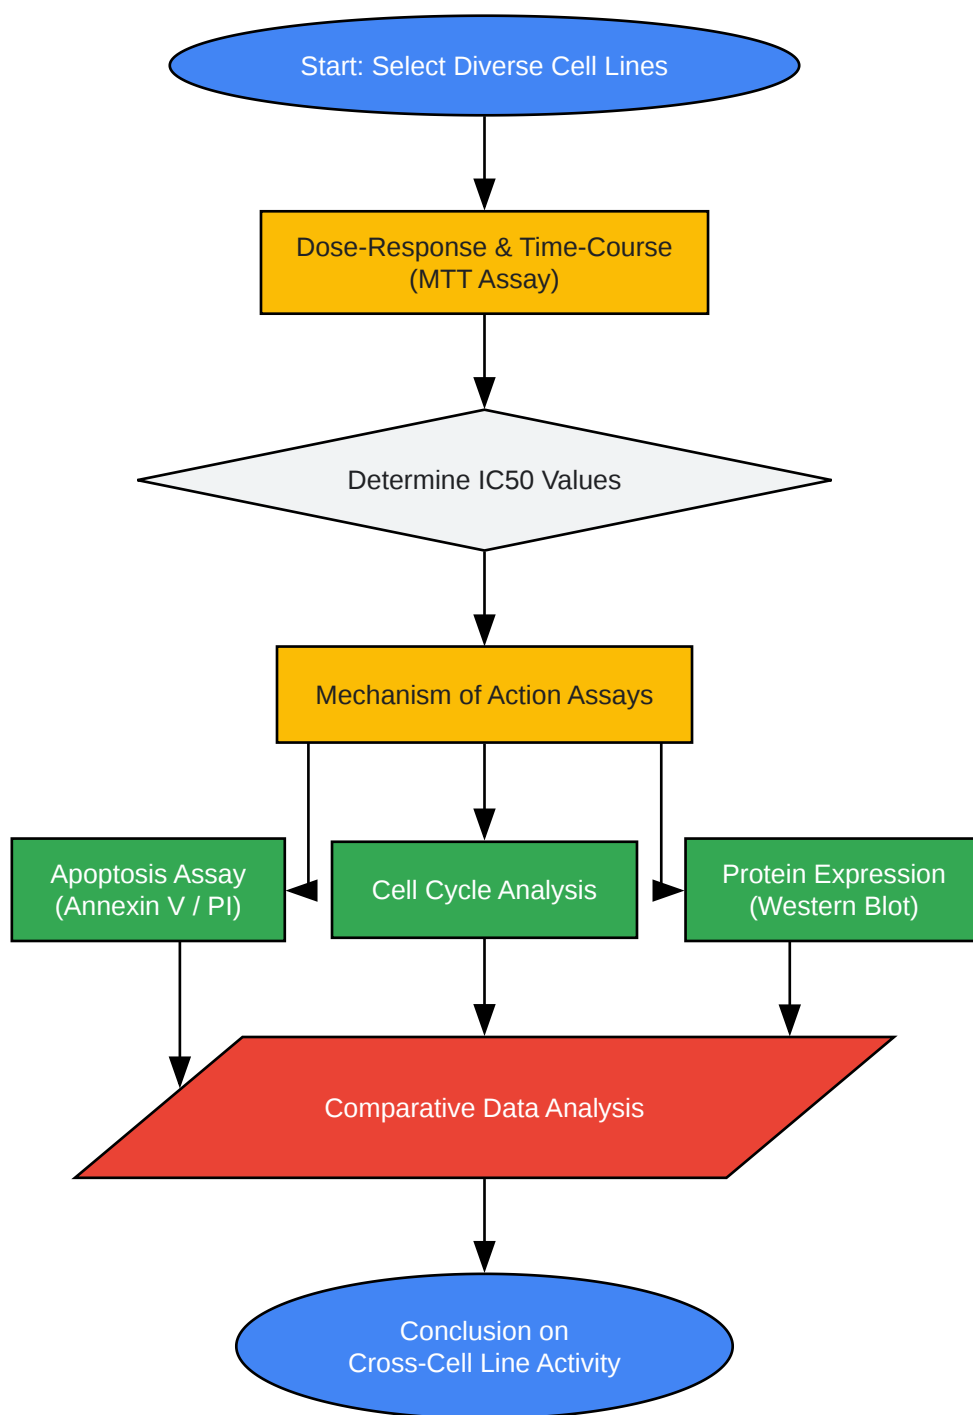 Start: Select Diverse Cell Lines
Dose-Response & Time-Course
(MTT Assay)
Determine IC50 Values
Mechanism of Action Assays
Apoptosis Assay
(Annexin V / PI)
Cell Cycle Analysis
Protein Expression
(Western Blot)
Comparative Data Analysis
Conclusion on
Cross-Cell Line Activity